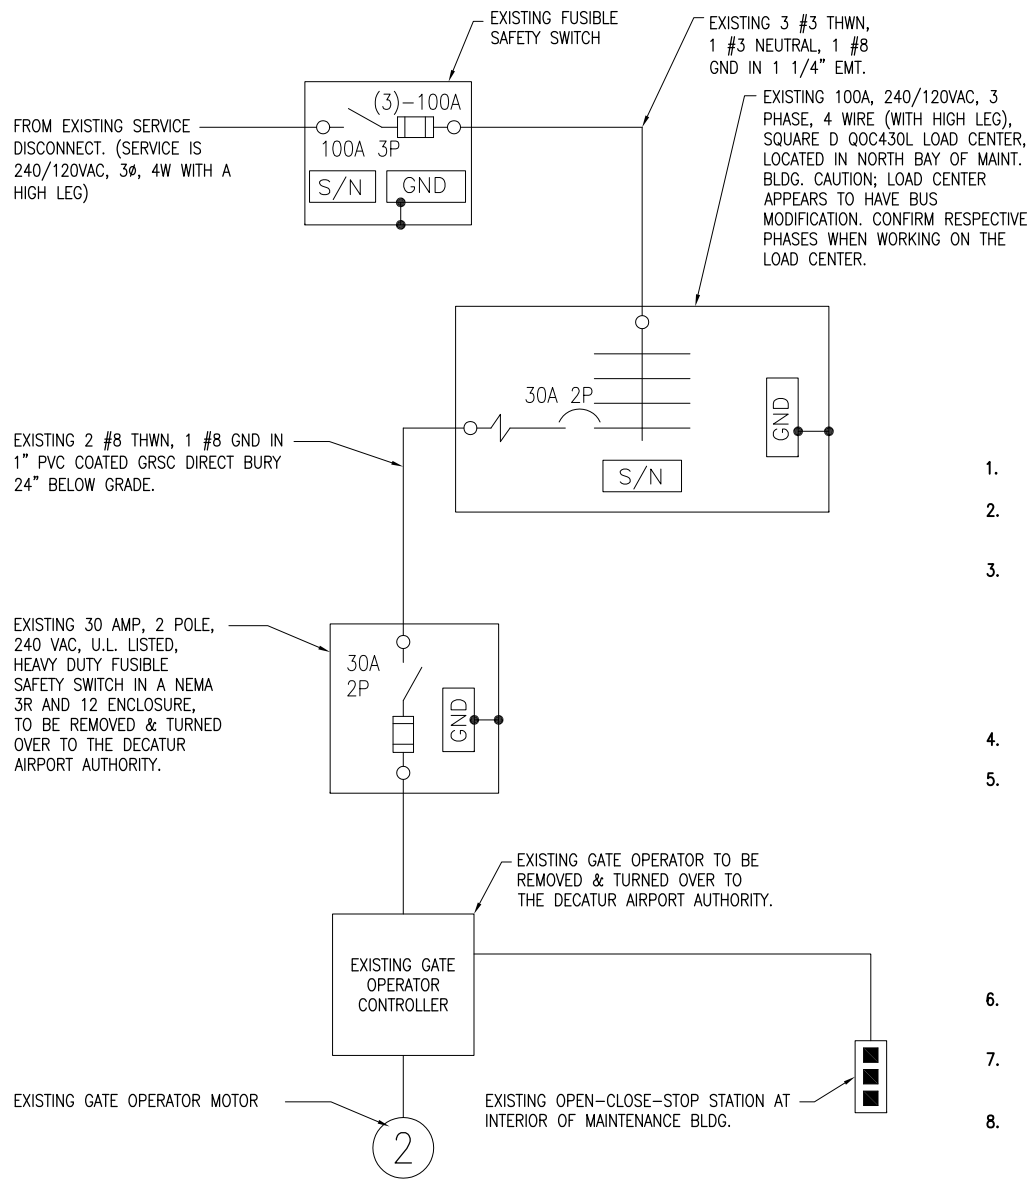 EXISTING FUSIBLE
SAFETY SWITCH
EXISTING 3 #3 THWN,
1 #3 NEUTRAL, 1 #8
GND IN 1 1/4" EMT.
(3)-100A
100A 3P
S/N
GND
FROM EXISTING SERVICE
DISCONNECT. (SERVICE IS
240/120VAC, 3ø, 4W WITH A
HIGH LEG)
EXISTING 100A, 240/120VAC, 3
PHASE, 4 WIRE (WITH HIGH LEG),
SQUARE D QOC430L LOAD CENTER,
LOCATED IN NORTH BAY OF MAINT.
BLDG. CAUTION; LOAD CENTER
APPEARS TO HAVE BUS
MODIFICATION. CONFIRM RESPECTIVE
PHASES WHEN WORKING ON THE
LOAD CENTER.
30A 2P
GND
S/N
EXISTING 2 #8 THWN, 1 #8 GND IN
1" PVC COATED GRSC DIRECT BURY
24" BELOW GRADE.
1.
2.
3.
EXISTING 30 AMP, 2 POLE,
240 VAC, U.L. LISTED,
HEAVY DUTY FUSIBLE
SAFETY SWITCH IN A NEMA
3R AND 12 ENCLOSURE,
TO BE REMOVED & TURNED
OVER TO THE DECATUR
AIRPORT AUTHORITY.
30A
2P
GND
4.
5.
EXISTING GATE OPERATOR TO BE
REMOVED & TURNED OVER TO
THE DECATUR AIRPORT AUTHORITY.
EXISTING GATE
OPERATOR
CONTROLLER
6.
7.
EXISTING GATE OPERATOR MOTOR
2
EXISTING OPEN-CLOSE-STOP STATION AT
INTERIOR OF MAINTENANCE BLDG.
8.